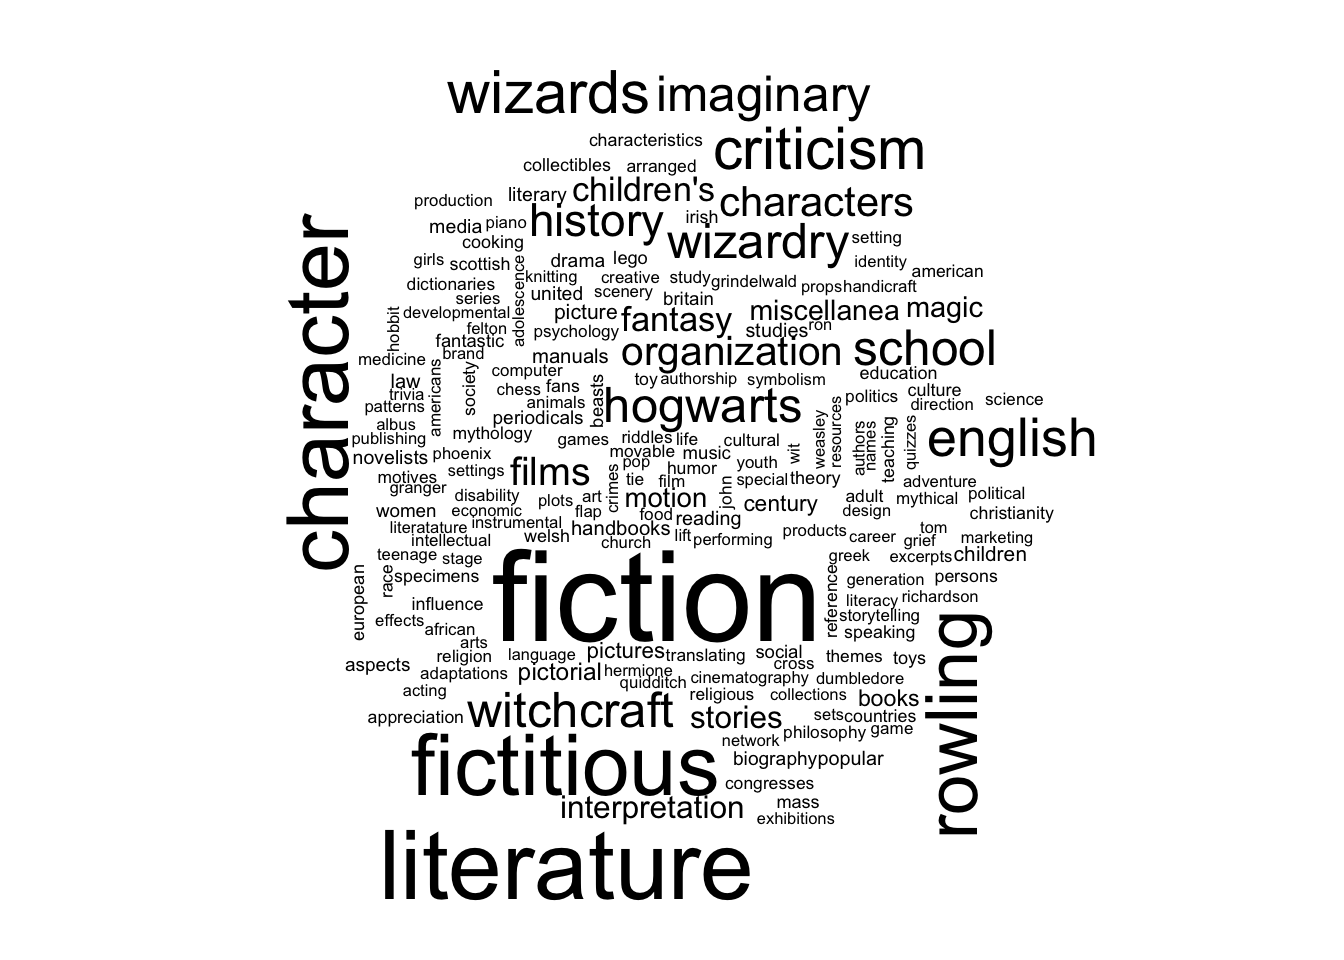 wizards imaginary
characteristics
criticism
collectibles arranged
children's
production literary
characters
history
irish
media piano
wizardry
cooking
setting
girls scottish
drama lego
identity
american
adolescence
knitting creative study grindelwald
dictionaries
props handicraft
series
united scenery britain
developmental
picture fantasy miscellanea magic
hobbit
felton
psychology
studies ron
fantastic
organization school
medicine brand
manuals
computer
education
law
society
chess fans
beasts
toy authorship symbolism
trivia
americans
animals
hogwarts
politics culture
patterns
periodicals
direction science
albus
publishing mythology
games riddles life cultural
wit
weasley
resources
authors
names
teaching
quizzes
english
character
novelists phoenix
movable music
settings films
pop humor youth
motives
granger
crimes
tie film
john
special theory
adventure
disability plots art
motion century
adult mythical political
women economic
flap
food reading
design
christianity
literatature instrumental handbooks
products
tom
intellectual
welsh church lift performing
career grief marketing
teenage stage
greek excerpts children
european
race
specimens
fiction
reference
generation persons
influence
literacy richardson
effects african
storytelling
arts
speaking
religion language pictures translating social
themes toys
aspects
adaptations pictorial hermione
cross
quidditch cinematography dumbledore
acting
religious collections books
rowling
appreciation witchcraft stories
sets countries
network philosophy game
fictitious
biography popular
congresses
interpretation
mass
exhibitions
literature